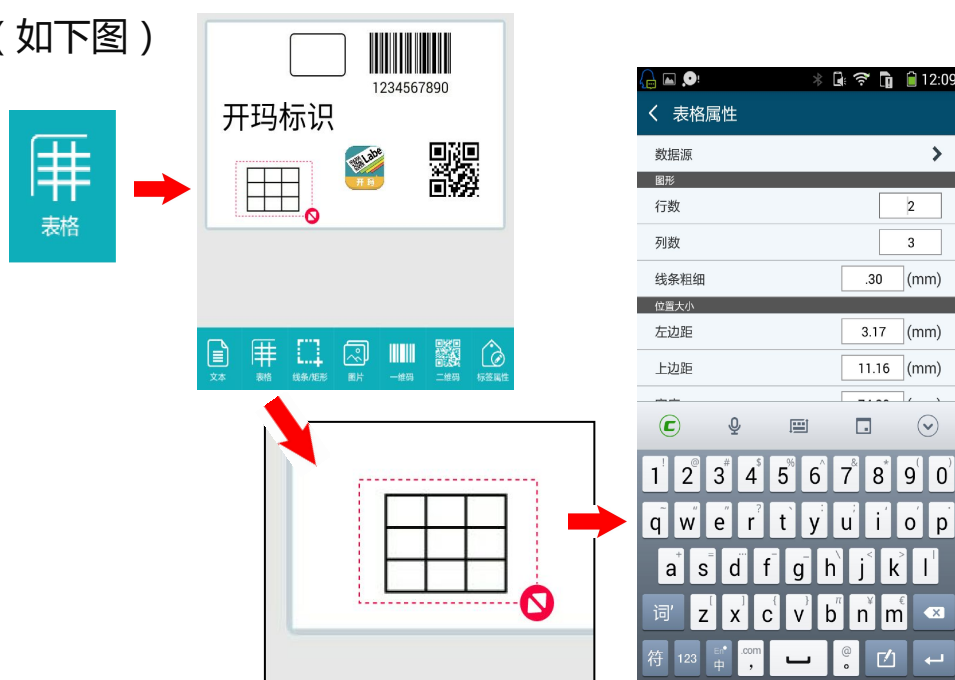 （如下图）
1234567890
开玛标识
Labe
开 玛
表格
文本
表格
线条/矩形
图片
一维码
二维码
标签属性
12:09
表格属性
数据源
图形
行数 2
列数 3
线条粗细 .30 (mm)
位置大小
左边距 3.17 (mm)
上边距 11.16 (mm)
1 2 3 4 5 6 7 8 9 0
q w e r t y u i o p
a s d f g h j k l
词' z x c v b n m
符 123 中 .com , @ 。